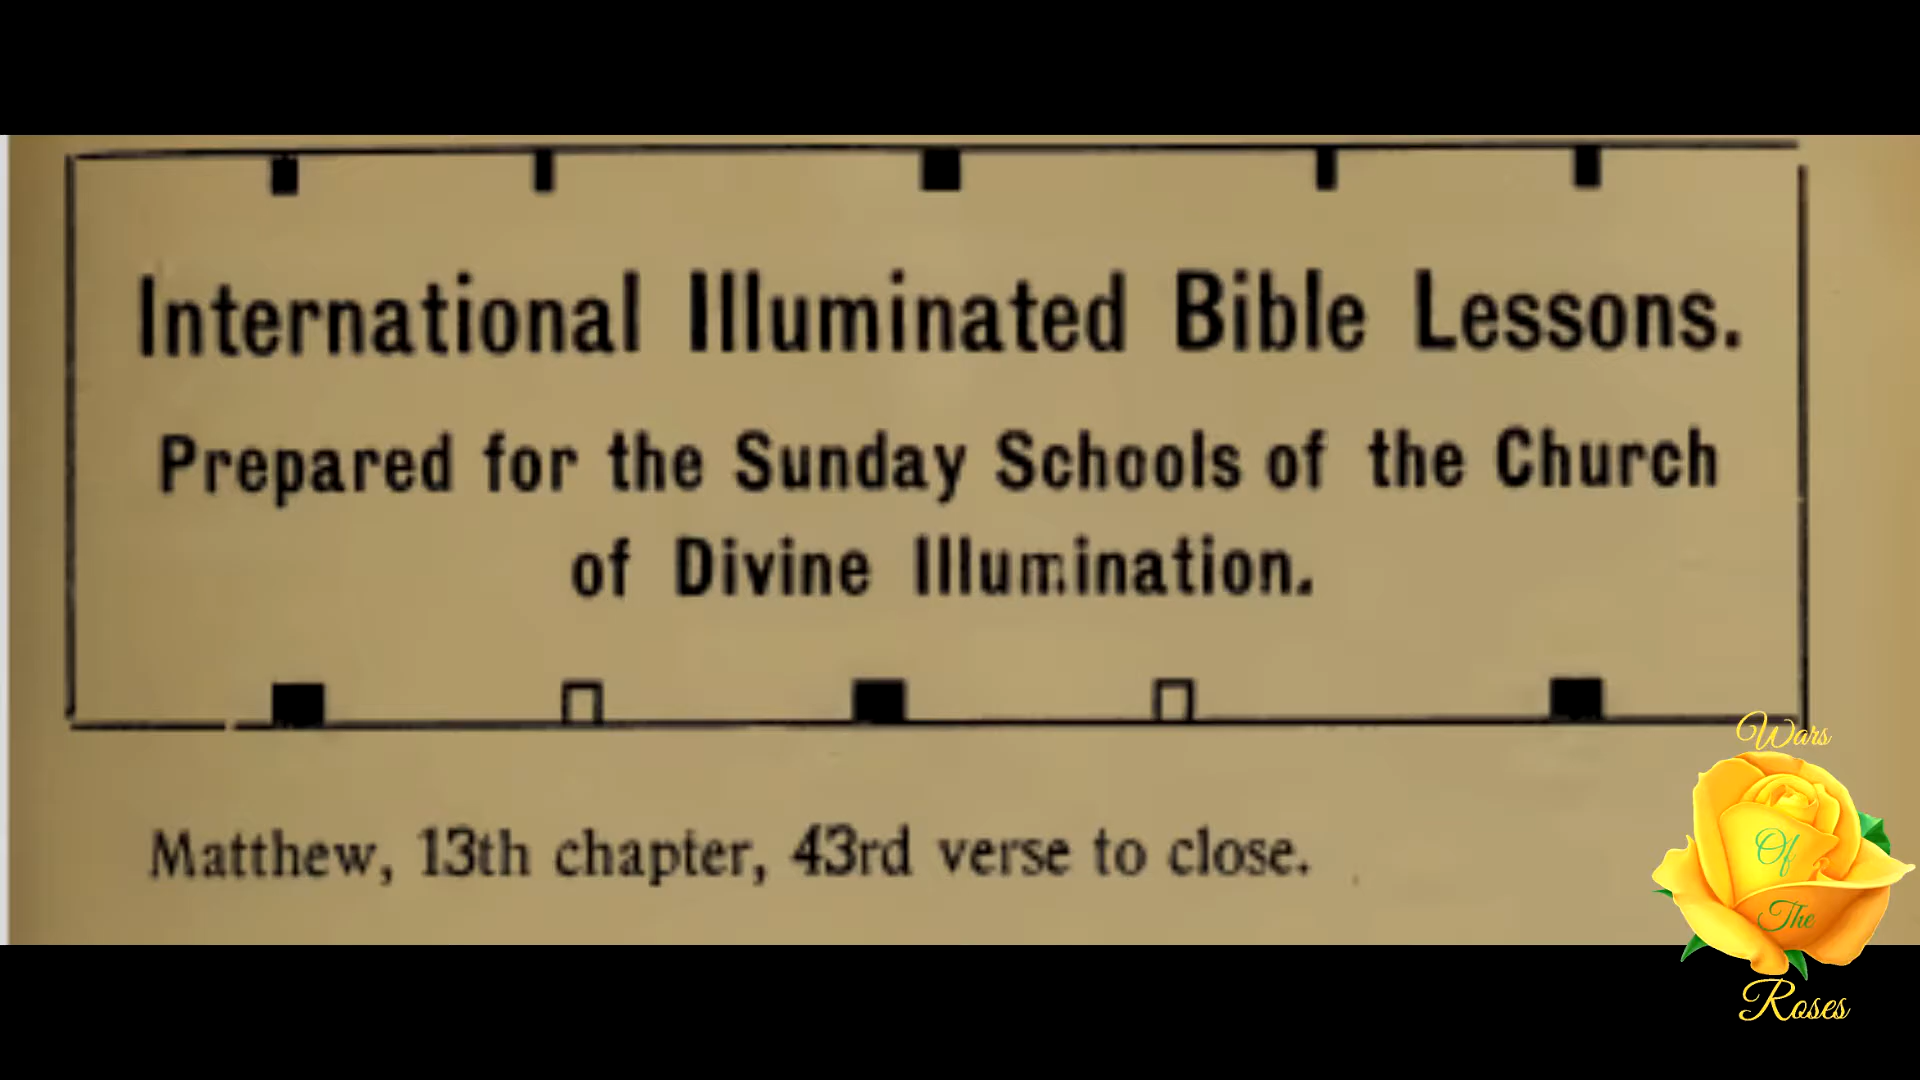 International Illuminated Bible Lessons.
Prepared for the Sunday Schools of the Church
of Divine Illumination.
Matthew, 13th chapter, 43rd verse to close.
Wars
Of
The
Roses